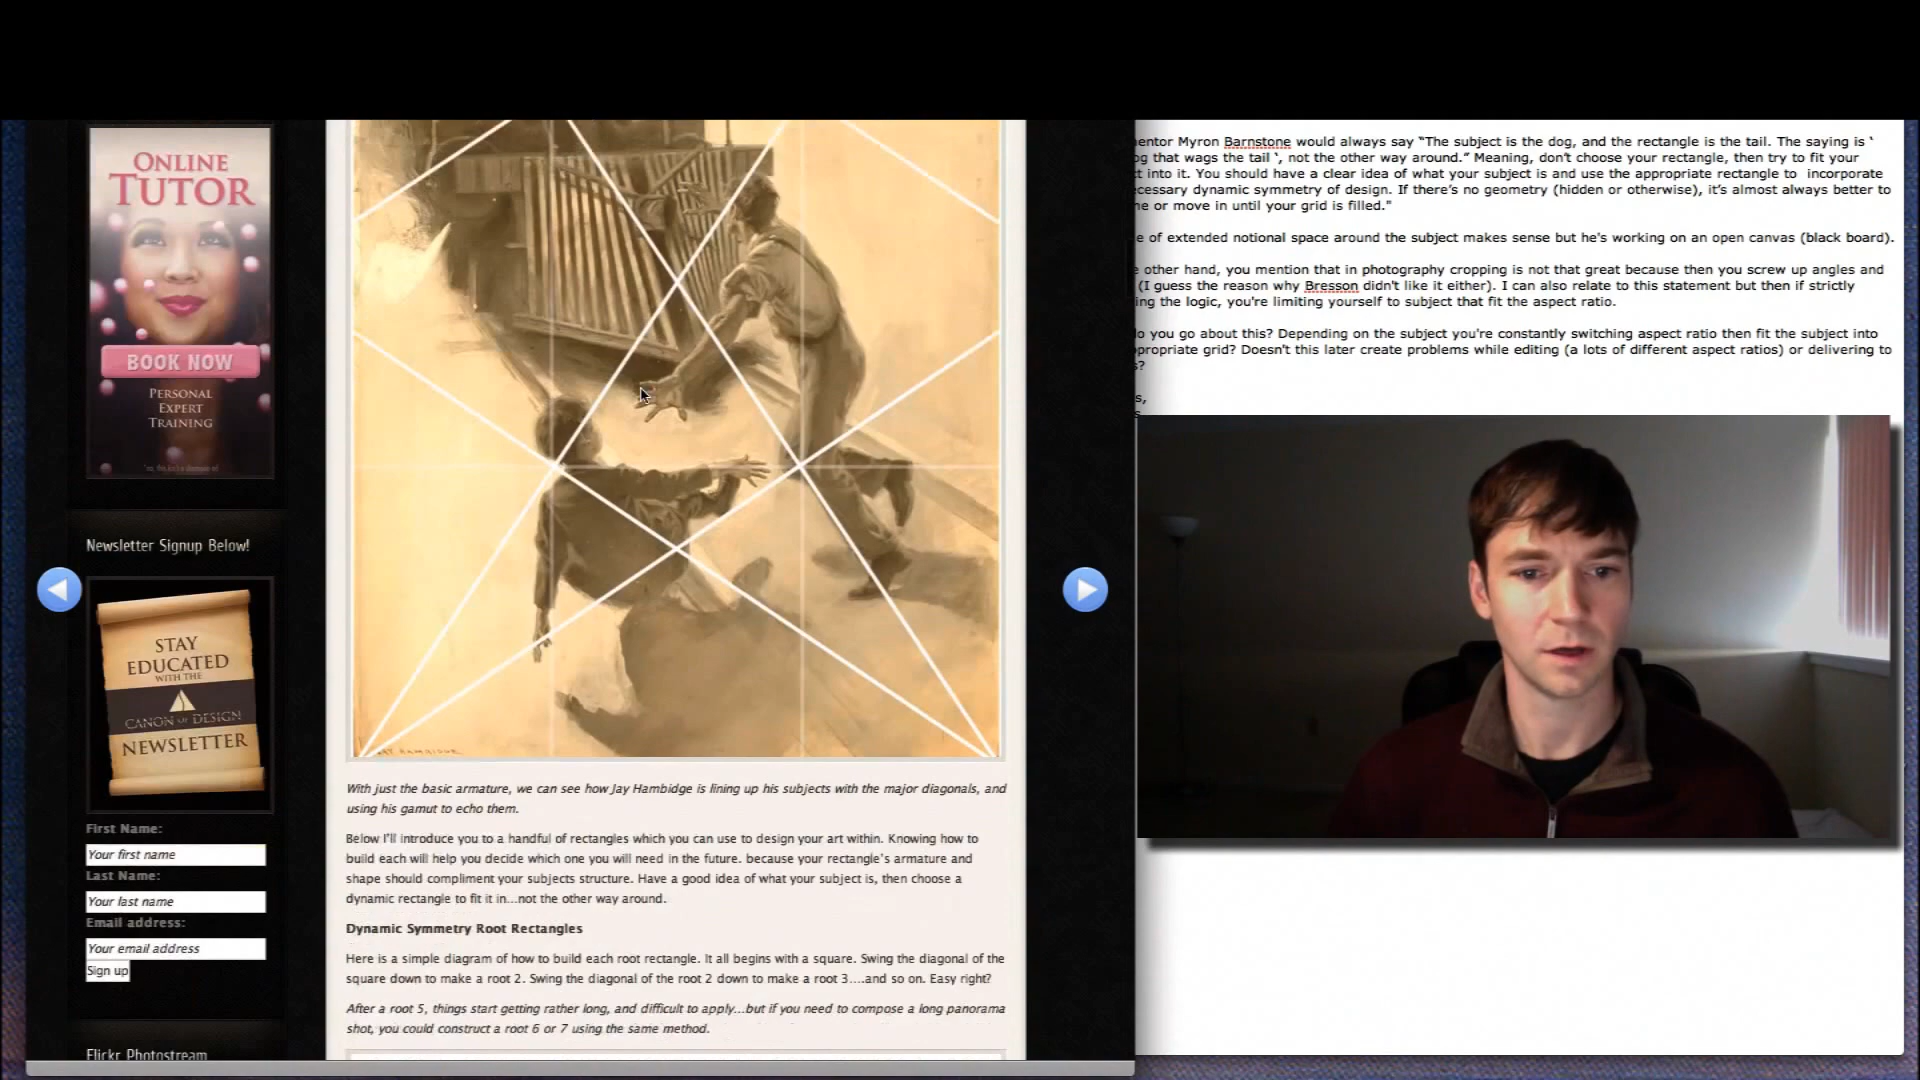 ONLINE
TUTOR
BOOK NOW
PERSONAL
EXPERT
TRAINING
Newsletter Signup Below!
STAY
EDUCATED
WITH THE
CANON OF DESIGN
NEWSLETTER
First Name:
Your first name
Last Name:
Your last name
Email address:
Your email address
Sign up
Flickr Photostream
HAMBIDGE
With just the basic armature, we can see how Jay Hambidge is lining up his subjects with the major diagonals, and
using his gamut to echo them.
Below I'll introduce you to a handful of rectangles which you can use to design your art within. Knowing how to
build each will help you decide which one you will need in the future. because your rectangle's armature and
shape should compliment your subjects structure. Have a good idea of what your subject is, then choose a
dynamic rectangle to fit it in...not the other way around.
Dynamic Symmetry Root Rectangles
Here is a simple diagram of how to build each root rectangle. It all begins with a square. Swing the diagonal of the
square down to make a root 2. Swing the diagonal of the root 2 down to make a root 3....and so on. Easy right?
After a root 5, things start getting rather long, and difficult to apply...but if you need to compose a long panorama
shot, you could construct a root 6 or 7 using the same method.
entor Myron Barnstone would always say “The subject is the dog, and the rectangle is the tail. The saying is ‘
og that wags the tail ‘, not the other way around.” Meaning, don’t choose your rectangle, then try to fit your
t into it. You should have a clear idea of what your subject is and use the appropriate rectangle to incorporate
cessary dynamic symmetry of design. If there’s no geometry (hidden or otherwise), it’s almost always better to
ne or move in until your grid is filled."
e of extended notional space around the subject makes sense but he's working on an open canvas (black board).
other hand, you mention that in photography cropping is not that great because then you screw up angles and
(I guess the reason why Bresson didn't like it either). I can also relate to this statement but then if strictly
ing the logic, you're limiting yourself to subject that fit the aspect ratio.
o you go about this? Depending on the subject you're constantly switching aspect ratio then fit the subject into
propriate grid? Doesn't this later create problems while editing (a lots of different aspect ratios) or delivering to
s?
s,